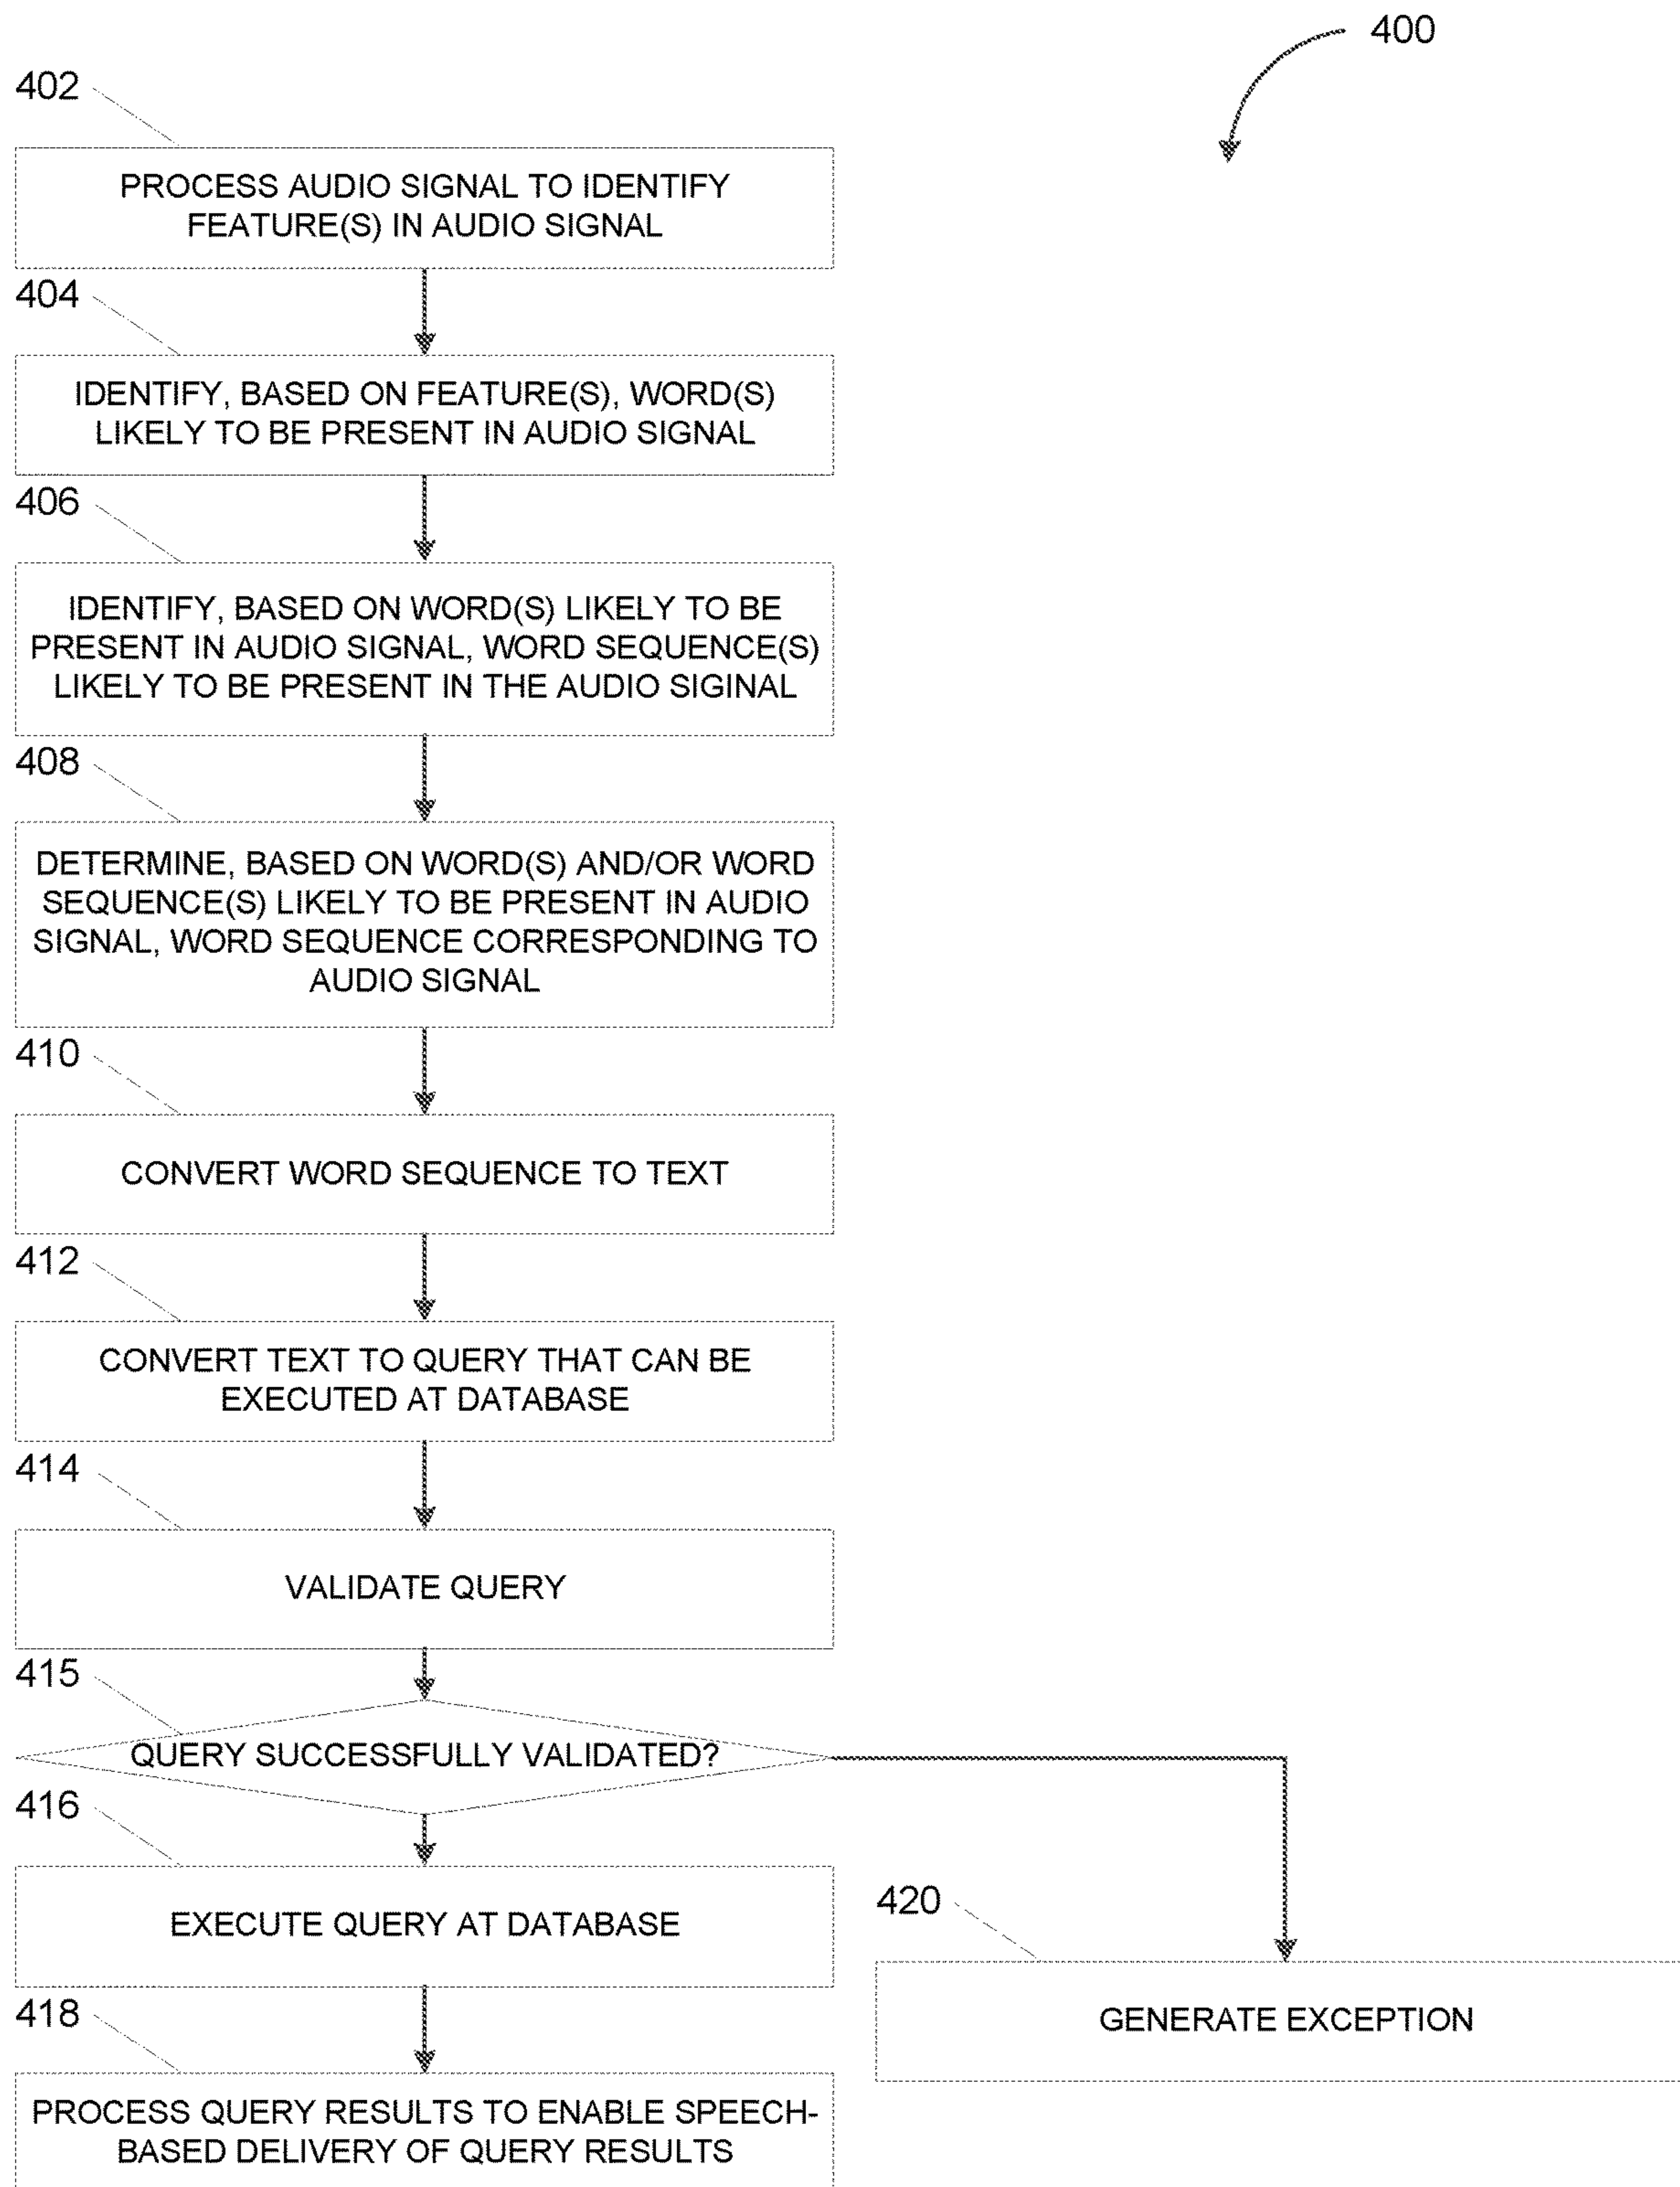 400
402
PROCESS AUDIO SIGNAL TO IDENTIFY
FEATURE(S) IN AUDIO SIGNAL
404
IDENTIFY, BASED ON FEATURE(S), WORD(S)
LIKELY TO BE PRESENT IN AUDIO SIGNAL
406
IDENTIFY, BASED ON WORD(S) LIKELY TO BE
PRESENT IN AUDIO SIGNAL, WORD SEQUENCE(S)
LIKELY TO BE PRESENT IN THE AUDIO SIGINAL
408
DETERMINE, BASED ON WORD(S) AND/OR WORD
SEQUENCE(S) LIKELY TO BE PRESENT IN AUDIO
SIGNAL, WORD SEQUENCE CORRESPONDING TO
AUDIO SIGNAL
410
CONVERT WORD SEQUENCE TO TEXT
412
CONVERT TEXT TO QUERY THAT CAN BE
EXECUTED AT DATABASE
414
VALIDATE QUERY
415
QUERY SUCCESSFULLY VALIDATED?
416
EXECUTE QUERY AT DATABASE
420
GENERATE EXCEPTION
418
PROCESS QUERY RESULTS TO ENABLE SPEECH-
BASED DELIVERY OF QUERY RESULTS